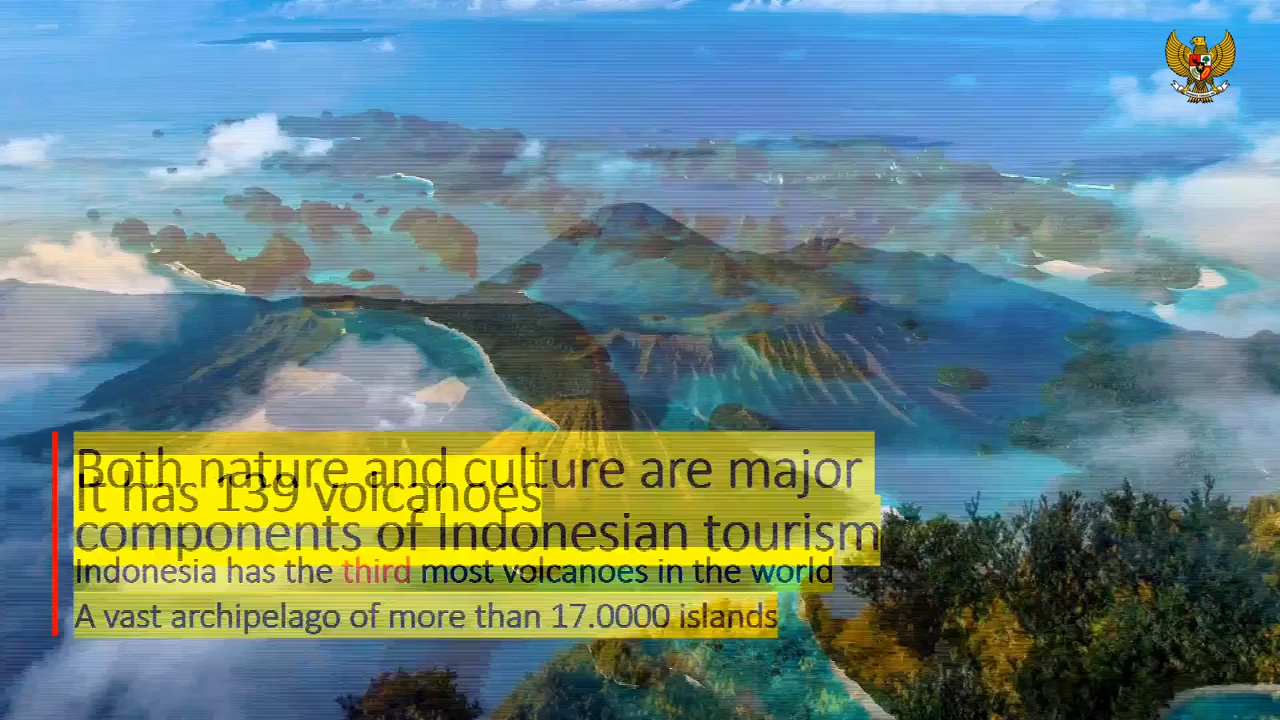 Both nature and culture are major
It has 139 volcanoes
components of Indonesian tourism
Indonesia has the third most volcanoes in the world
A vast archipelago of more than 17.0000 islands